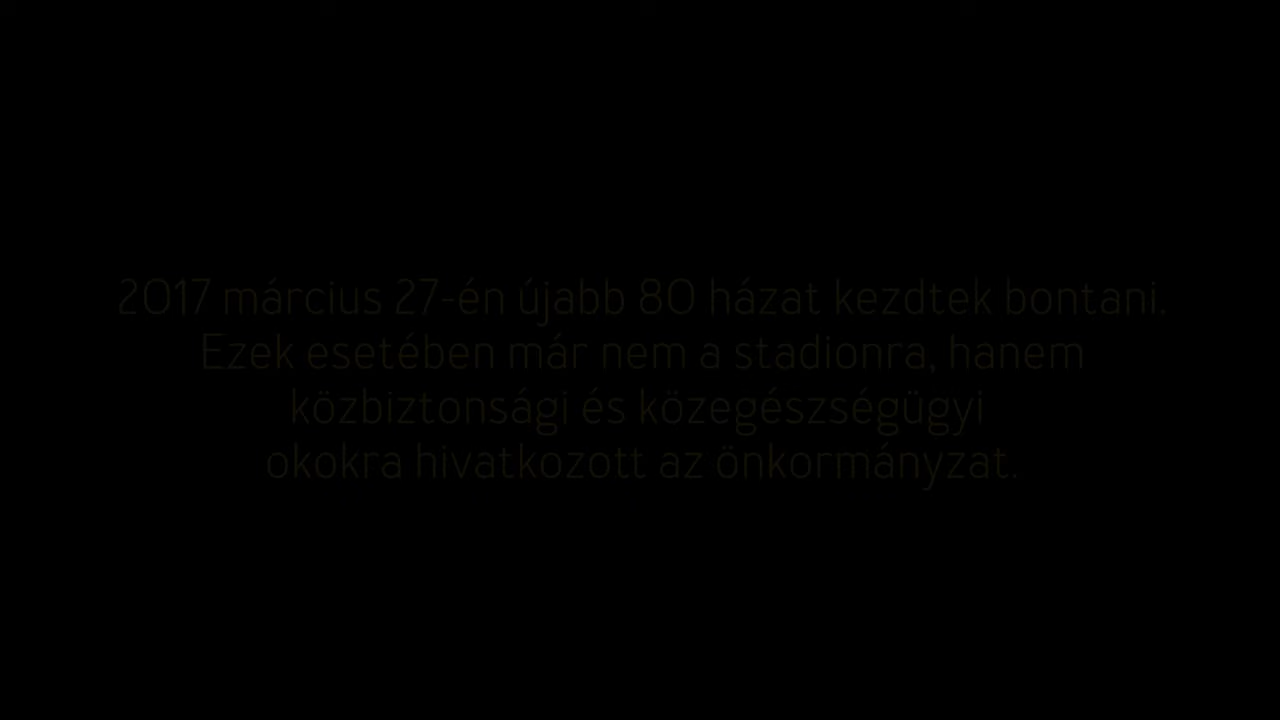 2017 március 27-én újabb 80 házat kezdtek bontani.
Ezek esetében már nem a stadionra, hanem
közbiztonsági és közegészségügyi
okokra hivatkozott az önkormányzat.